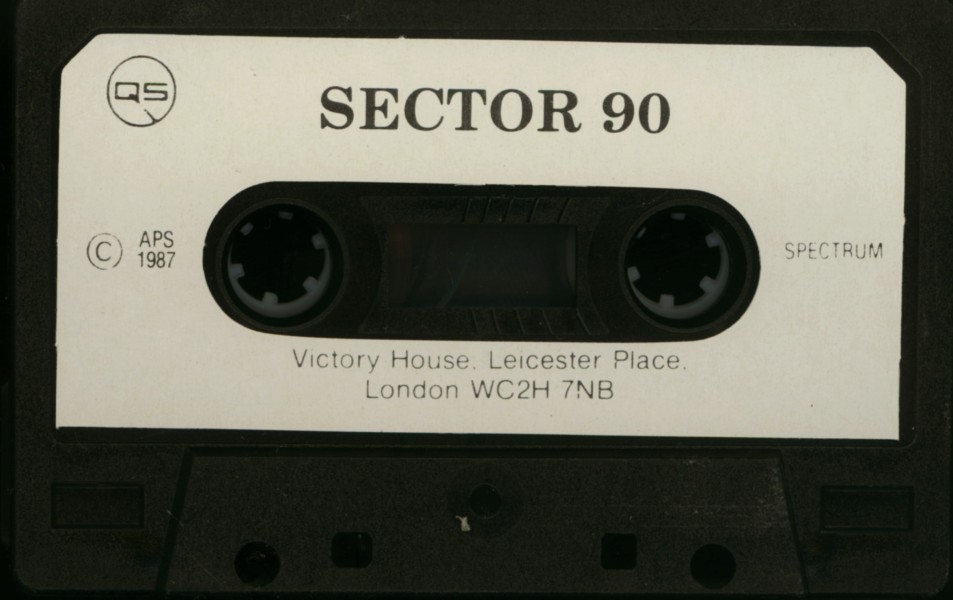 QS
SECTOR 90
C APS
1987
SPECTRUM
Victory House, Leicester Place,
London WC2H 7NB